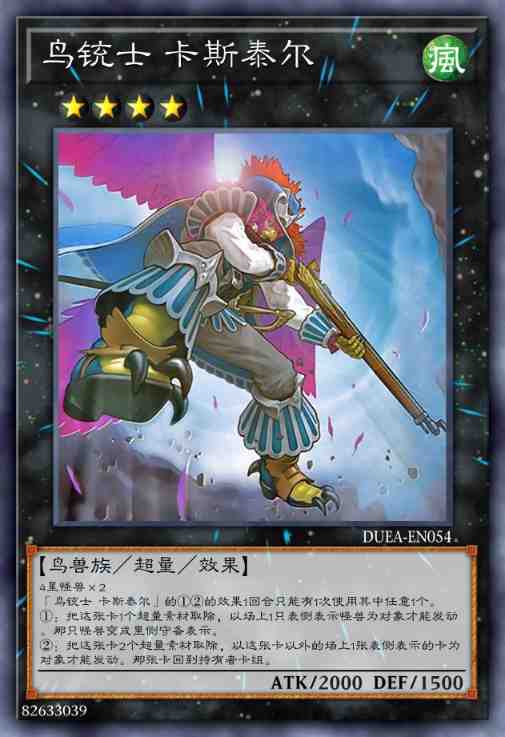 鸟铳士 卡斯泰尔
風
DUEA-EN054
【鸟兽族／超量／效果】
4星怪兽×2
「鸟铳士 卡斯泰尔」的①②的效果1回合只能有1次使用其中任意1个。
①：把这张卡1个超量素材取除，以场上1只表侧表示怪兽为对象才能发动
。那只怪兽变成里侧守备表示。
②：把这张卡2个超量素材取除，以这张卡以外的场上1张表侧表示的卡为
对象才能发动。那张卡回到持有者卡组。
ATK/2000 DEF/1500
82633039